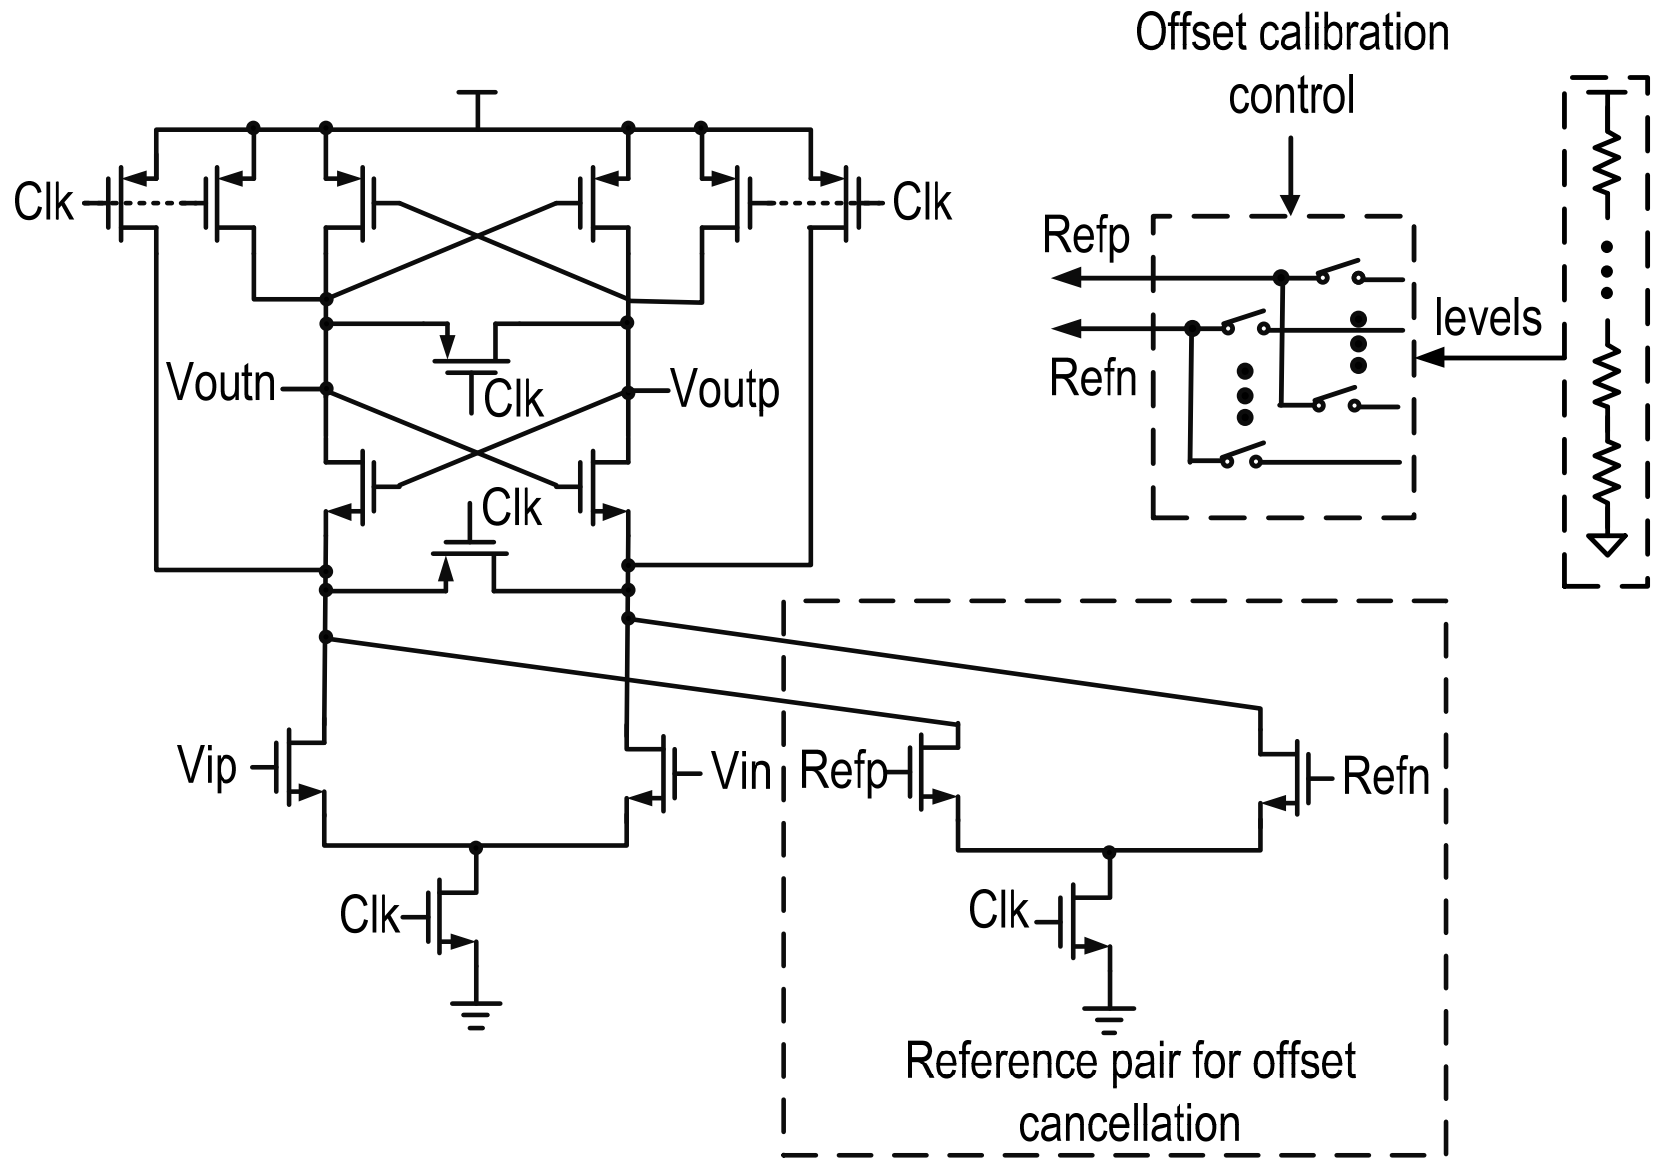 Offset calibration
control
Clk
Clk
Refp
levels
Refn
Voutn
Clk
Voutp
Clk
Vip
Vin
Refp
Refn
Clk
Clk
Reference pair for offset
cancellation